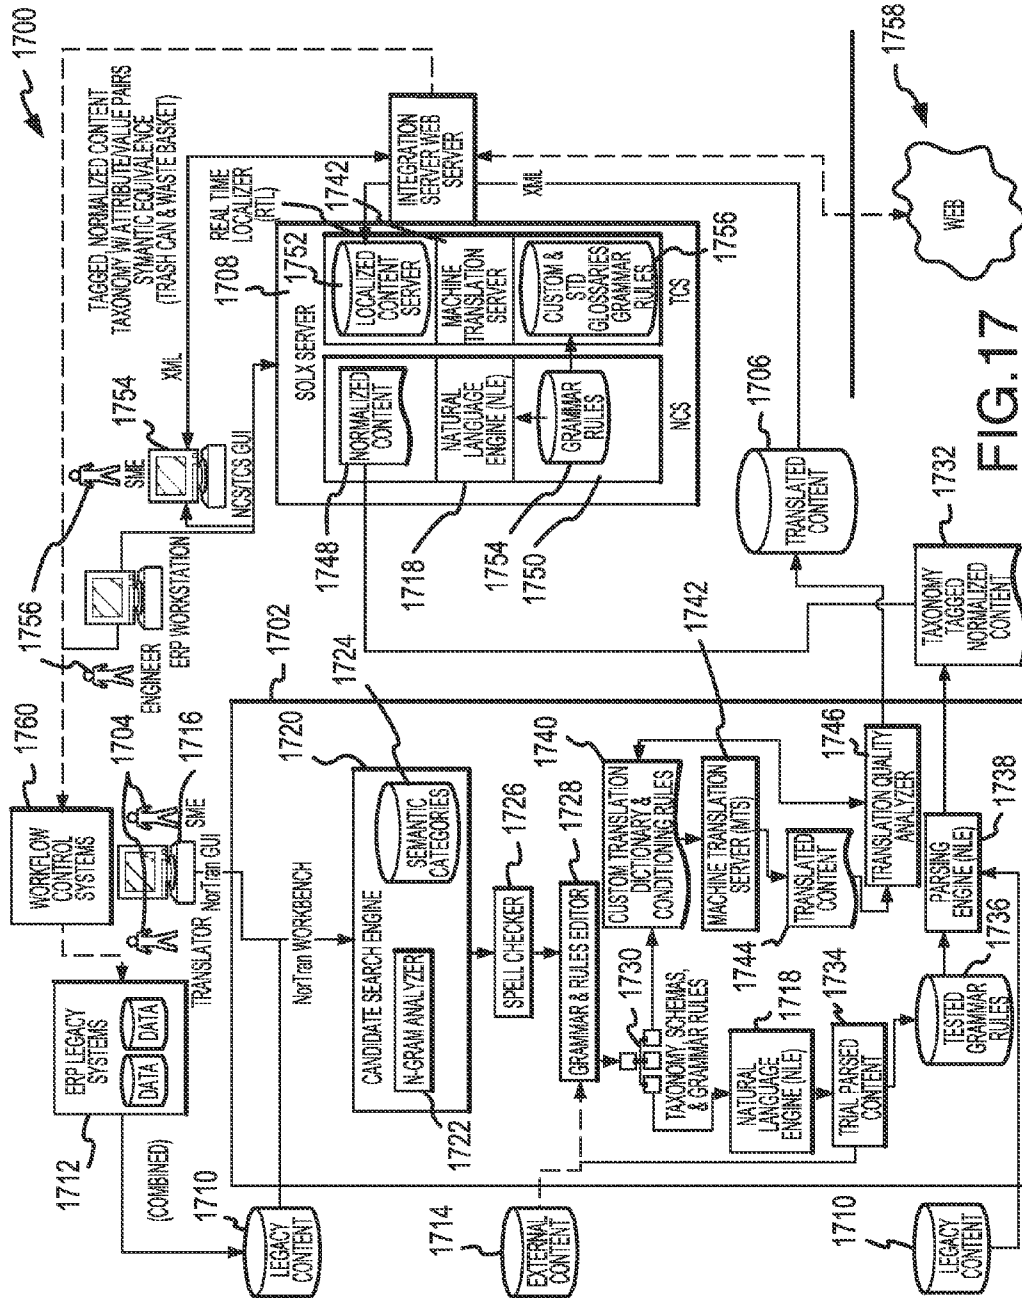 1700
TAGGED, NORMALIZED CONTENT
TAXONOMY W/ ATTRIBUTE/VALUE PAIRS
SYMANTIC EQUIVALENCE
(TRASH CAN & WASTE BASKET)
1760
WORKFLOW
CONTROL
SYSTEMS
1756
ENGINEER
ERP WORKSTATION
SME
1754
NCS/TCS GUI
XML
REAL TIME
LOCALIZER
(RTL)
INTEGRATION
SERVER WEB
SERVER
XML
ERP LEGACY
SYSTEMS
DATA
DATA
1712
(COMBINED)
TRANSLATOR
1704
1716
SME
NorTran GUI
1710
LEGACY
CONTENT
NorTran WORKBENCH
1702
1708
SOLX SERVER
1752
1742
LOCALIZED
CONTENT
SERVER
MACHINE
TRANSLATION
SERVER
CUSTOM &
STD
GLOSSARIES
GRAMMAR
RULES
TCS
1756
NORMALIZED
CONTENT
NATURAL
LANGUAGE
ENGINE (NLE)
GRAMMAR
RULES
NCS
1748
1718
1754
1750
CANDIDATE SEARCH ENGINE
N-GRAM ANALYZER
1722
SEMANTIC
CATEGORIES
1720
1724
SPELL CHECKER
1726
GRAMMAR & RULES EDITOR
1728
1714
EXTERNAL
CONTENT
1730
TAXONOMY, SCHEMAS,
& GRAMMAR RULES
CUSTOM TRANSLATION
DICTIONARY &
CONDITIONING RULES
1740
MACHINE TRANSLATION
SERVER (MTS)
1742
NATURAL
LANGUAGE
ENGINE (NLE)
1718
TRANSLATED
CONTENT
1744
TRIAL PARSED
CONTENT
1734
TRANSLATION QUALITY
ANALYZER
1746
TRANSLATED
CONTENT
1706
1710
LEGACY
CONTENT
TESTED
GRAMMAR
RULES
1736
PARSING
ENGINE (NLE)
1738
TAXONOMY
TAGGED
NORMALIZED
CONTENT
1732
WEB
1758
FIG.17